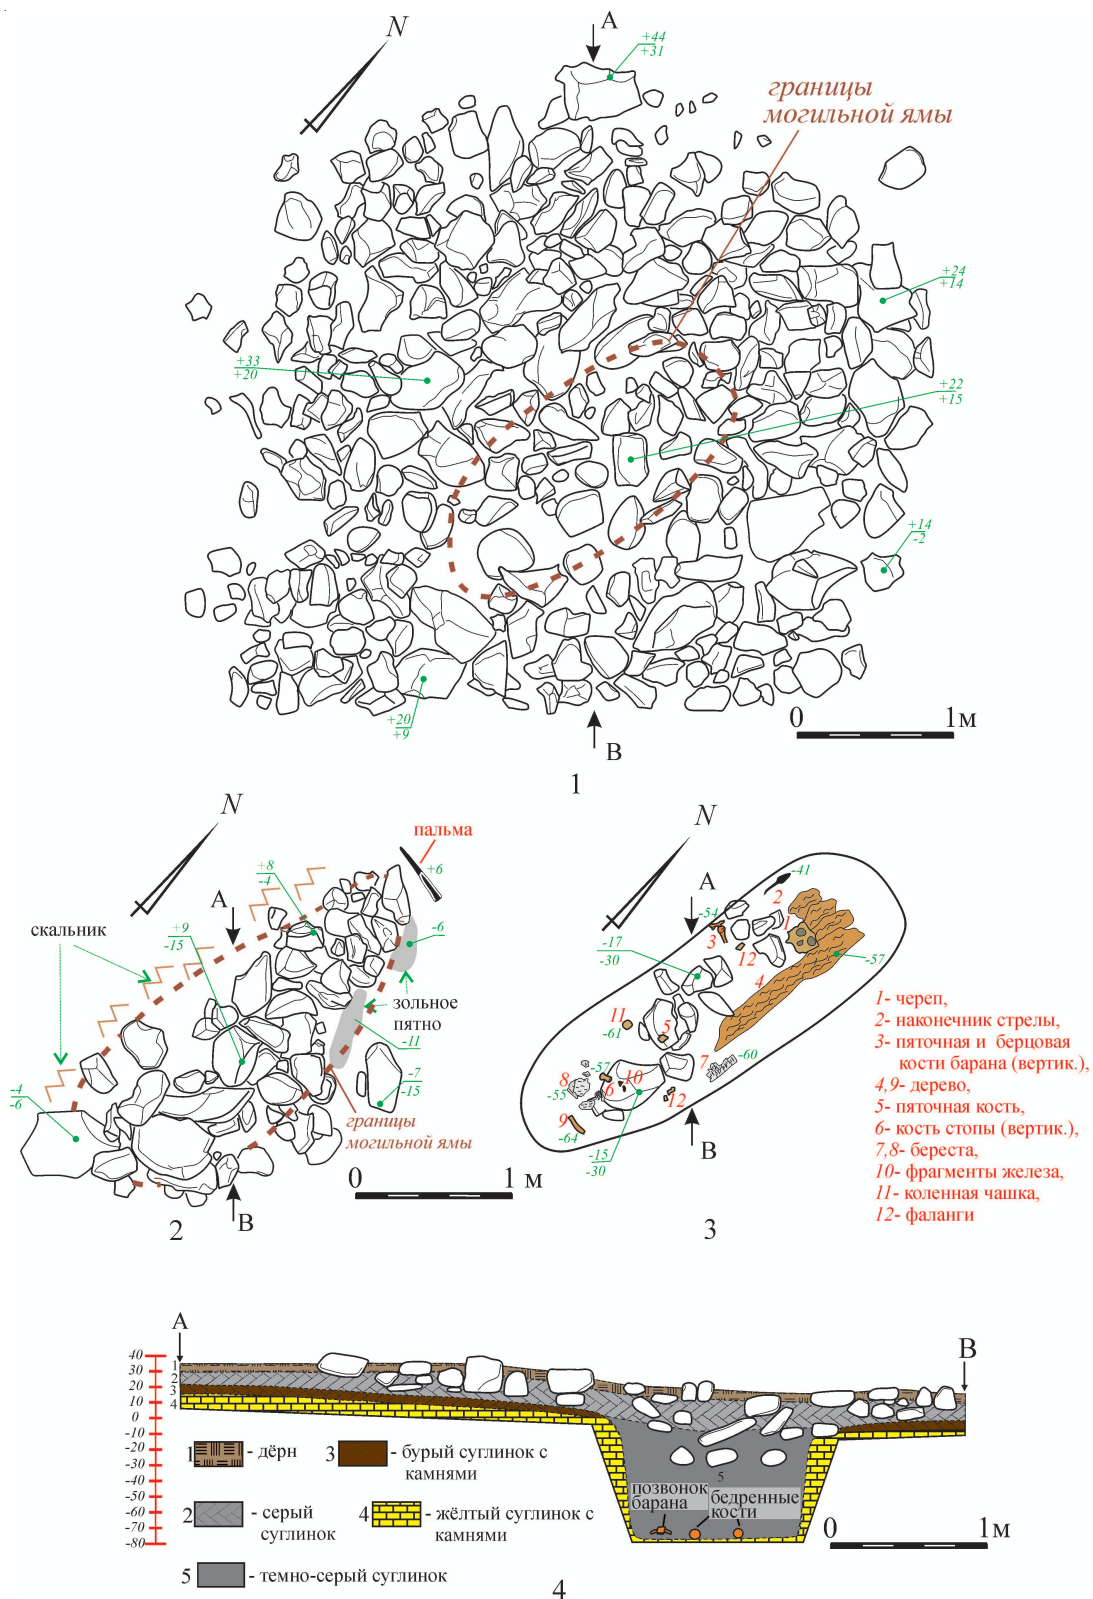 N
A
+44
+31
границы
могильной ямы
+24
+14
+33
+20
+22
+15
+14
-2
+20
+9
B
0 1м
1
N
пальма
+6
+8
-4
A
скальник
+9
-15
-6
зольное
пятно
-11
-7
-15
-4
-6
границы
могильной ямы
0 1 м
B
2
N
A
-41
2
-54
1
3
12
-17
-30
-57
4
11
-61
5
7
-60
-57
8
10
-55
6
12
9
-64
-15
-30
B
3
1- череп,
2- наконечник стрелы,
3- пяточная и берцовая
кости барана (вертик.),
4,9- дерево,
5- пяточная кость,
6- кость стопы (вертик.),
7,8- береста,
10- фрагменты железа,
11- коленная чашка,
12- фаланги
A
B
40
30
20
10
0
-10
-20
-30
-40
-50
-60
-70
-80
1
2
3
4
1 - дёрн
3 - бурый суглинок с
камнями
2 - серый
суглинок
4 - жёлтый суглинок с
камнями
5 - темно-серый суглинок
5
позвонок
барана
бедренные
кости
0 1м
4